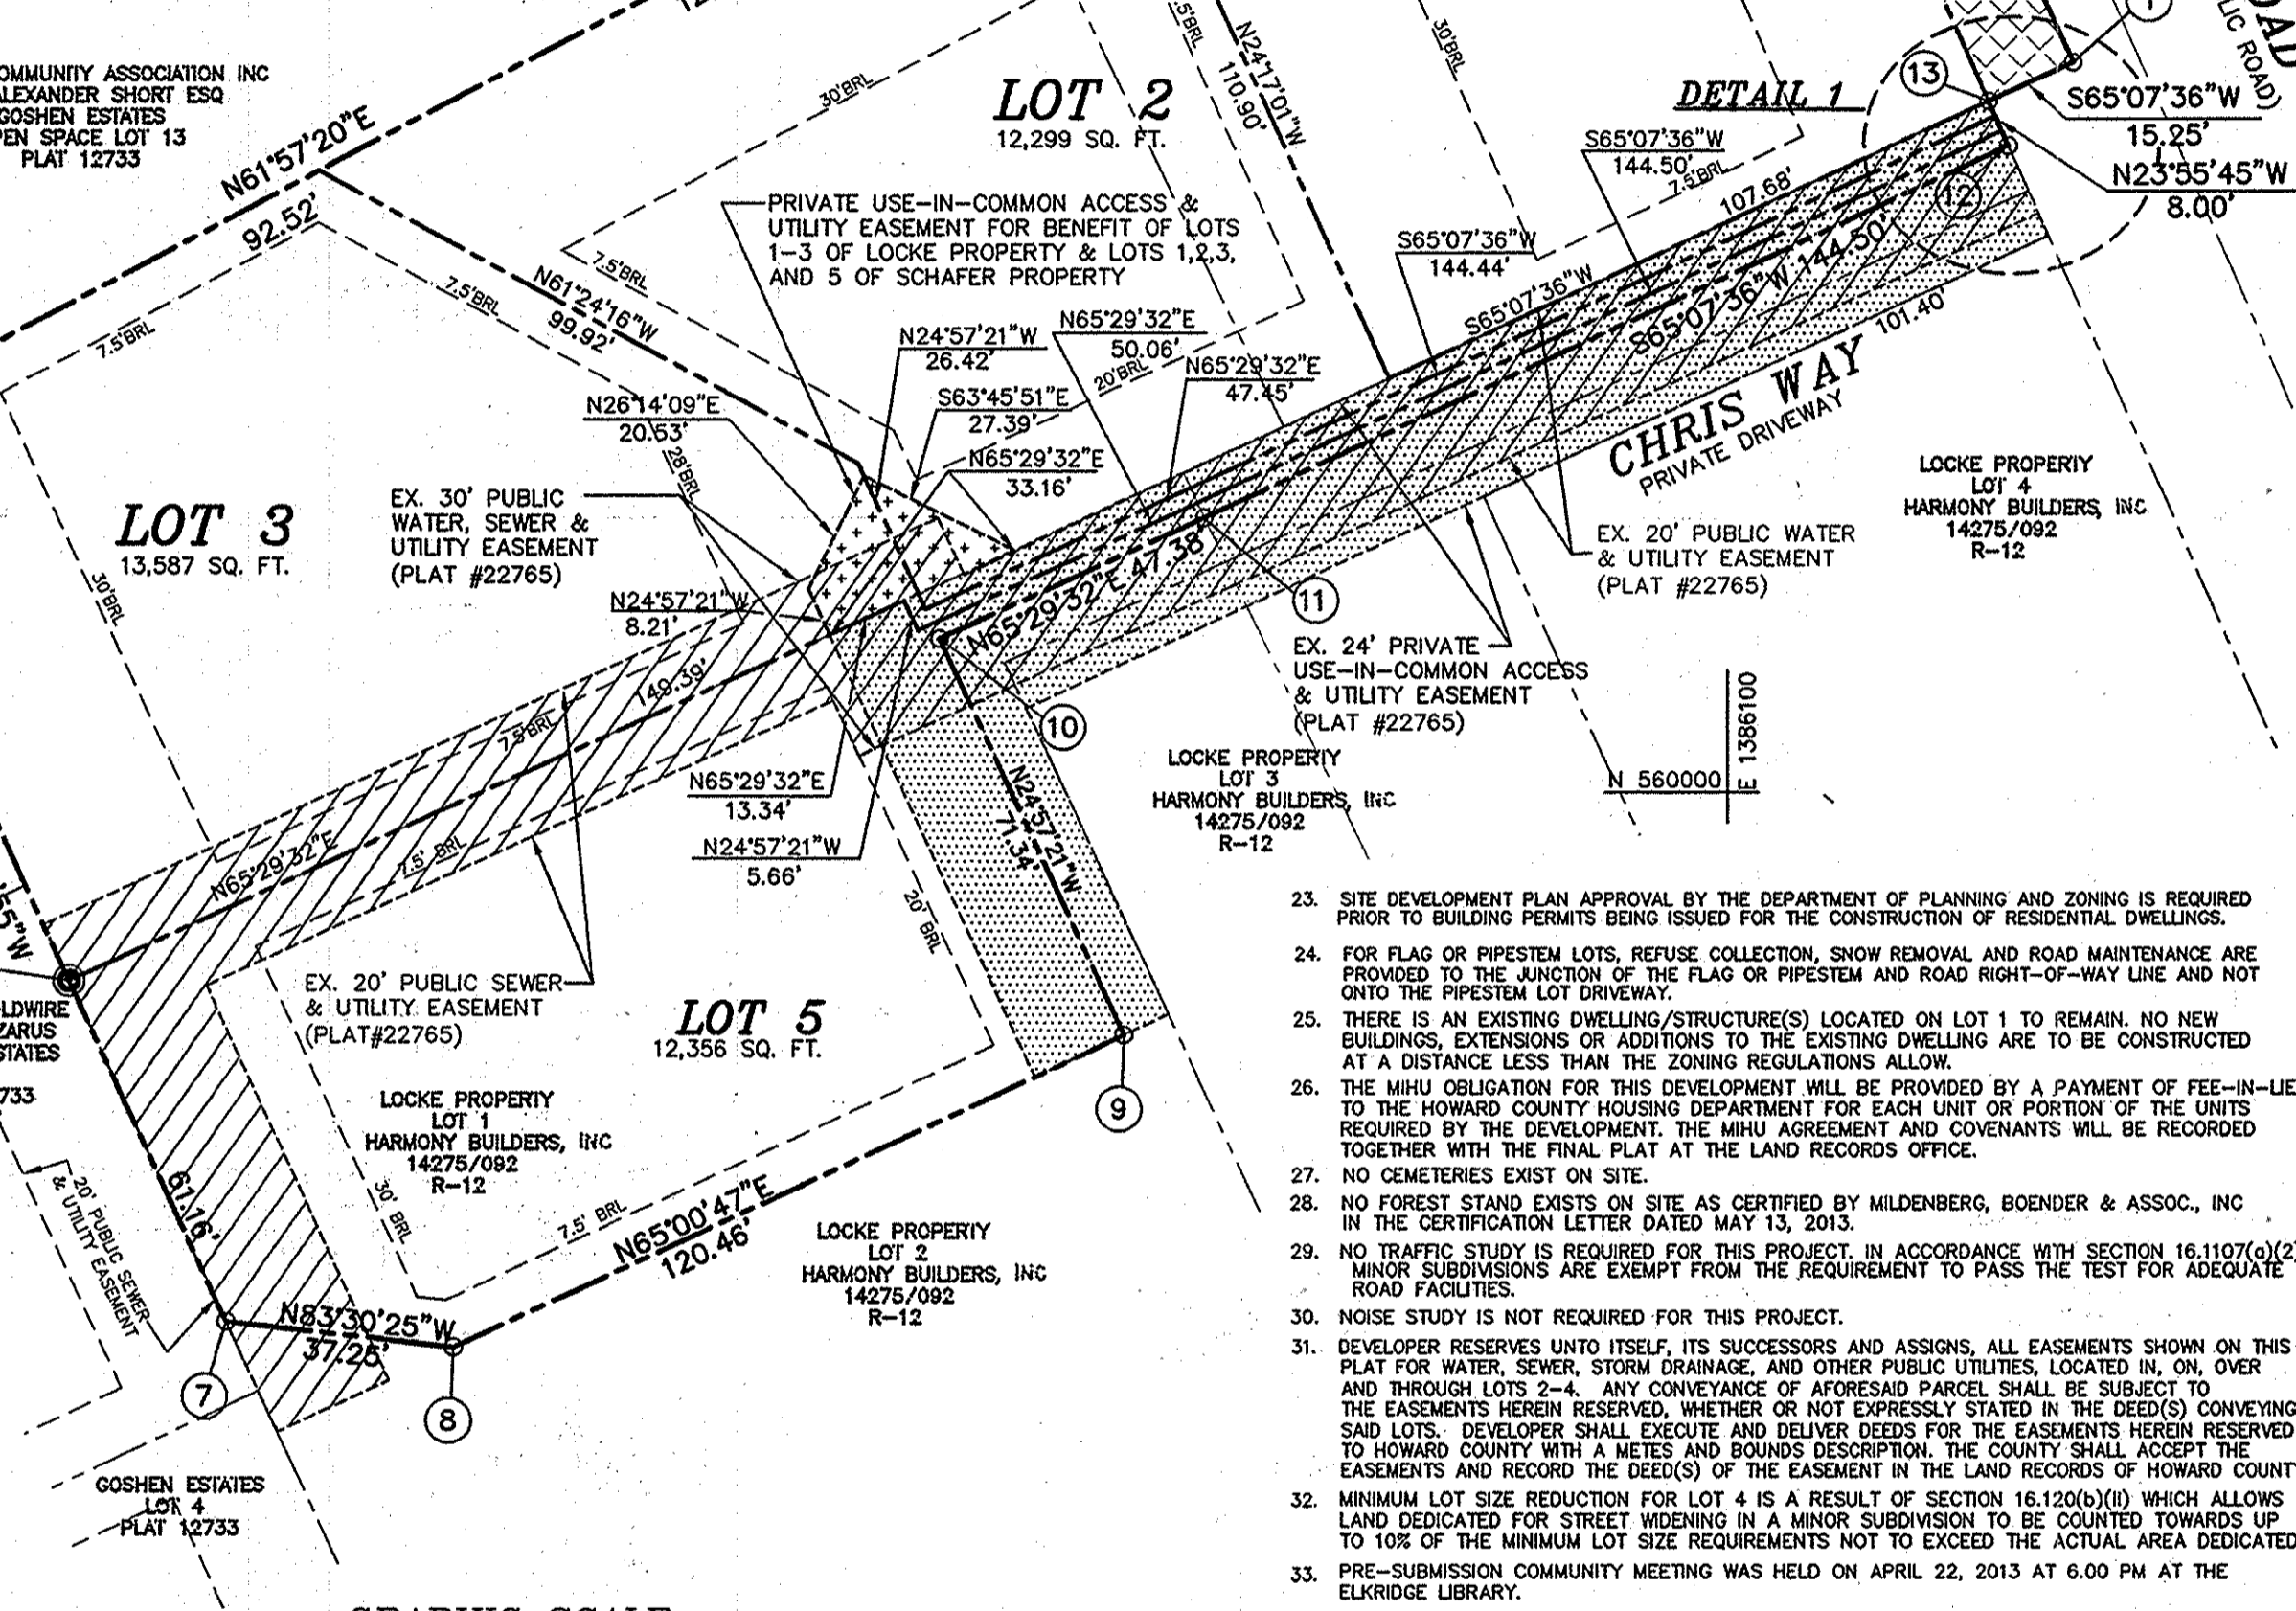 OMMUNITY ASSOCIATION INC
ALEXANDER SHORT ESQ
GOSHEN ESTATES
PEN SPACE LOT 13
PLAT 12733
N61°57'20"E
92.52'
7.5'BRL
7.5'BRL
N61°24'16"W
99.92'
7.5'BRL
30'BRL
LOT 2
12,299 SQ. FT.
5'BRL
N24°17'01"W
110.90'
30'BRL
DETAIL 1
13
12
LIC ROAD)
S65°07'36"W
15.25'
N23°55'45"W
8.00'
PRIVATE USE-IN-COMMON ACCESS &
UTILITY EASEMENT FOR BENEFIT OF LOTS
1-3 OF LOCKE PROPERTY & LOTS 1,2,3,
AND 5 OF SCHAFER PROPERTY
S65°07'36"W
144.50'
7.5'BRL
107.68'
S65°07'36"W
144.44'
S65°07'36"W
S65°07'36"W 144.50'
101.40'
CHRIS WAY
PRIVATE DRIVEWAY
N24°57'21"W
26.42'
N65°29'32"E
50.06'
20'BRL
N65°29'32"E
47.45'
S63°45'51"E
27.39'
N65°29'32"E
33.16'
N26°14'09"E
20.53'
28'BRL
LOT 3
13,587 SQ. FT.
30'BRL
EX. 30' PUBLIC
WATER, SEWER &
UTILITY EASEMENT
(PLAT #22765)
N24°57'21"W
8.21'
N65°29'32"E 47.38'
11
10
EX. 24' PRIVATE
USE-IN-COMMON ACCESS
& UTILITY EASEMENT
(PLAT #22765)
EX. 20' PUBLIC WATER
& UTILITY EASEMENT
(PLAT #22765)
LOCKE PROPERTY
LOT 4
HARMONY BUILDERS, INC
14275/092
R-12
N 560000
E 1386100
LOCKE PROPERTY
LOT 3
HARMONY BUILDERS, INC
14275/092
R-12
149.39'
7.5'BRL
N65°29'32"E
7.5' BRL
N65°29'32"E
13.34'
N24°57'21"W
5.66'
N24°57'21"W
71.34'
20' BRL
55"W
LDWIRE
ZARUS
STATES
733
EX. 20' PUBLIC SEWER
& UTILITY EASEMENT
(PLAT#22765)
LOT 5
12,356 SQ. FT.
9
LOCKE PROPERTY
LOT 1
HARMONY BUILDERS, INC
14275/092
R-12
30' BRL
7.5' BRL
N65°00'47"E
120.46'
LOCKE PROPERTY
LOT 2
HARMONY BUILDERS, INC
14275/092
R-12
61.16'
20' PUBLIC SEWER
& UTILITY EASEMENT
N83°30'25"W
37.25'
7
8
GOSHEN ESTATES
LOT 4
PLAT 12733
23. SITE DEVELOPMENT PLAN APPROVAL BY THE DEPARTMENT OF PLANNING AND ZONING IS REQUIRED
PRIOR TO BUILDING PERMITS BEING ISSUED FOR THE CONSTRUCTION OF RESIDENTIAL DWELLINGS.
24. FOR FLAG OR PIPESTEM LOTS, REFUSE COLLECTION, SNOW REMOVAL AND ROAD MAINTENANCE ARE
PROVIDED TO THE JUNCTION OF THE FLAG OR PIPESTEM AND ROAD RIGHT-OF-WAY LINE AND NOT
ONTO THE PIPESTEM LOT DRIVEWAY.
25. THERE IS AN EXISTING DWELLING/STRUCTURE(S) LOCATED ON LOT 1 TO REMAIN. NO NEW
BUILDINGS, EXTENSIONS OR ADDITIONS TO THE EXISTING DWELLING ARE TO BE CONSTRUCTED
AT A DISTANCE LESS THAN THE ZONING REGULATIONS ALLOW.
26. THE MIHU OBLIGATION FOR THIS DEVELOPMENT WILL BE PROVIDED BY A PAYMENT OF FEE-IN-LIE
TO THE HOWARD COUNTY HOUSING DEPARTMENT FOR EACH UNIT OR PORTION OF THE UNITS
REQUIRED BY THE DEVELOPMENT. THE MIHU AGREEMENT AND COVENANTS WILL BE RECORDED
TOGETHER WITH THE FINAL PLAT AT THE LAND RECORDS OFFICE.
27. NO CEMETERIES EXIST ON SITE.
28. NO FOREST STAND EXISTS ON SITE AS CERTIFIED BY MILDENBERG, BOENDER & ASSOC., INC
IN THE CERTIFICATION LETTER DATED MAY 13, 2013.
29. NO TRAFFIC STUDY IS REQUIRED FOR THIS PROJECT. IN ACCORDANCE WITH SECTION 16.1107(a)(2)
MINOR SUBDIVISIONS ARE EXEMPT FROM THE REQUIREMENT TO PASS THE TEST FOR ADEQUATE
ROAD FACILITIES.
30. NOISE STUDY IS NOT REQUIRED FOR THIS PROJECT.
31. DEVELOPER RESERVES UNTO ITSELF, ITS SUCCESSORS AND ASSIGNS, ALL EASEMENTS SHOWN ON THIS
PLAT FOR WATER, SEWER, STORM DRAINAGE, AND OTHER PUBLIC UTILITIES, LOCATED IN, ON, OVER
AND THROUGH LOTS 2-4. ANY CONVEYANCE OF AFORESAID PARCEL SHALL BE SUBJECT TO
THE EASEMENTS HEREIN RESERVED, WHETHER OR NOT EXPRESSLY STATED IN THE DEED(S) CONVEYING
SAID LOTS. DEVELOPER SHALL EXECUTE AND DELIVER DEEDS FOR THE EASEMENTS HEREIN RESERVED
TO HOWARD COUNTY WITH A METES AND BOUNDS DESCRIPTION. THE COUNTY SHALL ACCEPT THE
EASEMENTS AND RECORD THE DEED(S) OF THE EASEMENT IN THE LAND RECORDS OF HOWARD COUNT
32. MINIMUM LOT SIZE REDUCTION FOR LOT 4 IS A RESULT OF SECTION 16.120(b)(ii) WHICH ALLOWS
LAND DEDICATED FOR STREET WIDENING IN A MINOR SUBDIVISION TO BE COUNTED TOWARDS UP
TO 10% OF THE MINIMUM LOT SIZE REQUIREMENTS NOT TO EXCEED THE ACTUAL AREA DEDICATED
33. PRE-SUBMISSION COMMUNITY MEETING WAS HELD ON APRIL 22, 2013 AT 6.00 PM AT THE
ELKRIDGE LIBRARY.